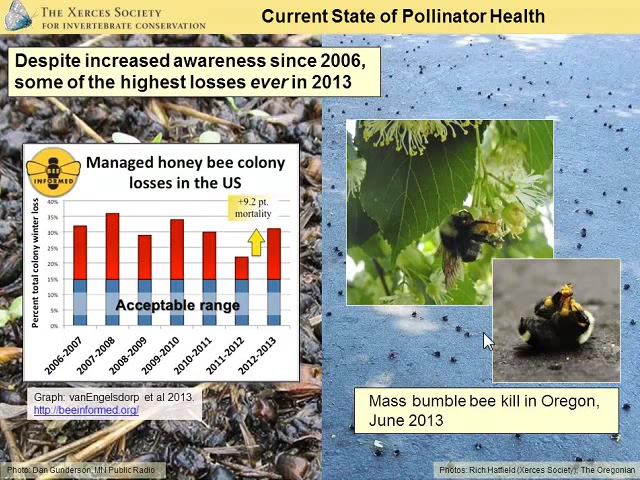 THE XERCES SOCIETY
FOR INVERTEBRATE CONSERVATION
Current State of Pollinator Health
Despite increased awareness since 2006,
some of the highest losses ever in 2013
BEE
INFORMED
Managed honey bee colony
losses in the US
+9.2 pt.
mortality
Percent total colony winter loss
40%
35%
30%
25%
20%
15%
10%
5%
0%
Acceptable range
2006-2007
2007-2008
2008-2009
2009-2010
2010-2011
2011-2012
2012-2013
Graph: vanEngelsdorp et al 2013.
http://beeinformed.org/
Mass bumble bee kill in Oregon,
June 2013
Photo: Dan Gunderson, MN Public Radio
Photos: Rich Hatfield (Xerces Society); The Oregonian